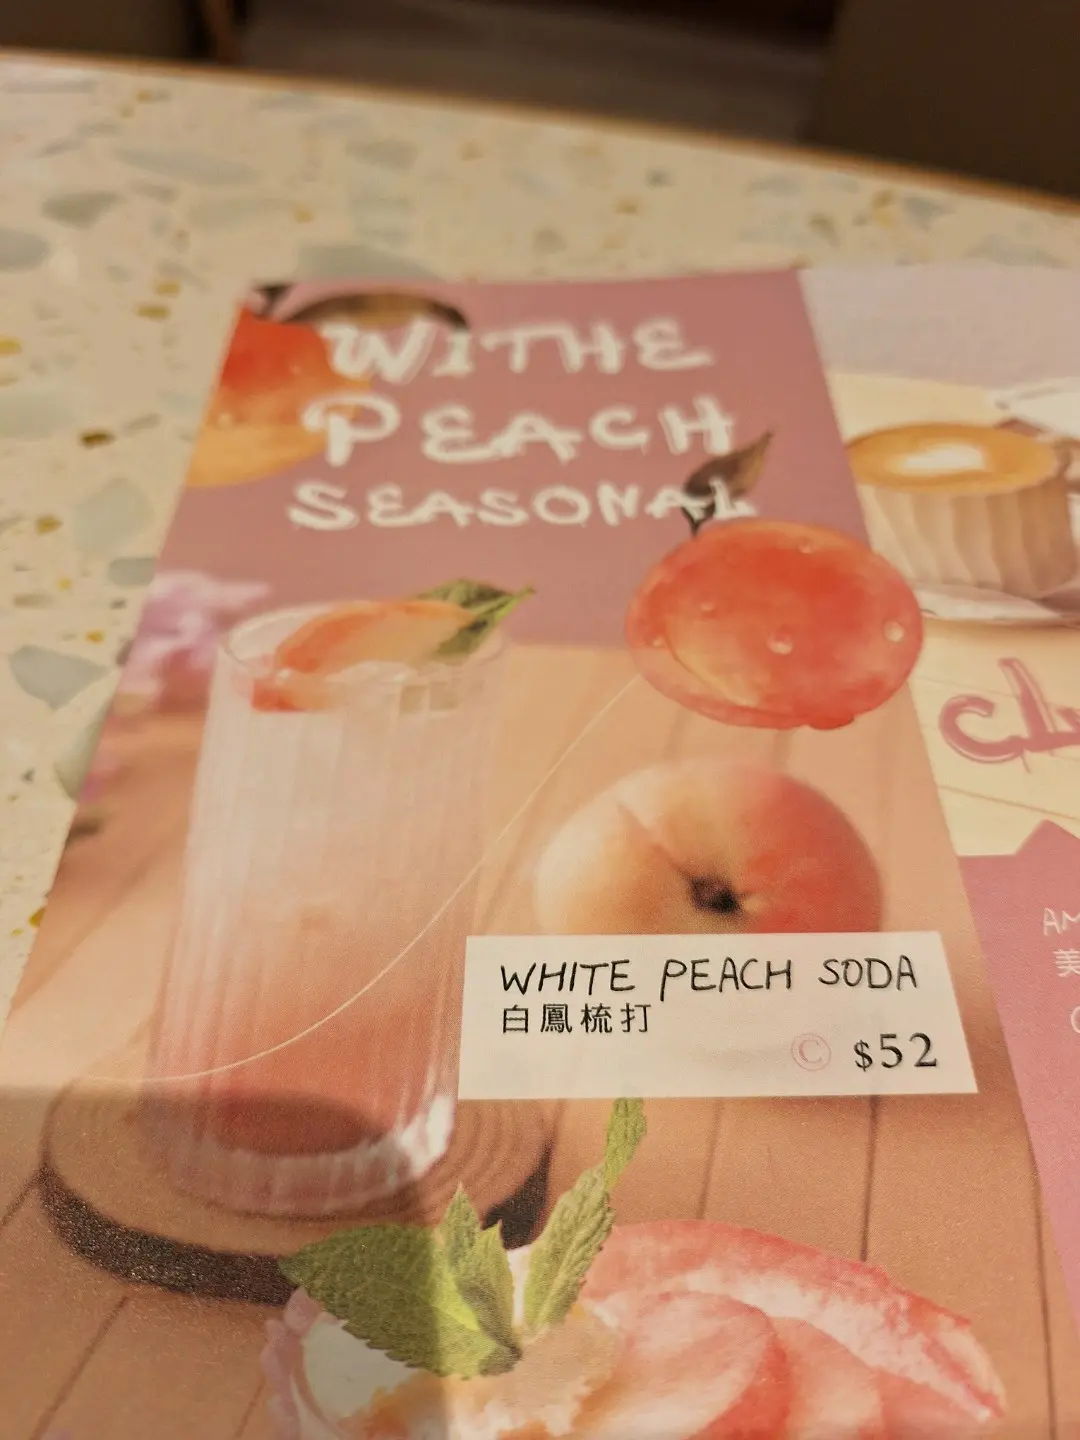 WITHE
PEACH
SEASONAL
WHITE PEACH SODA
白鳳梳打
© $52